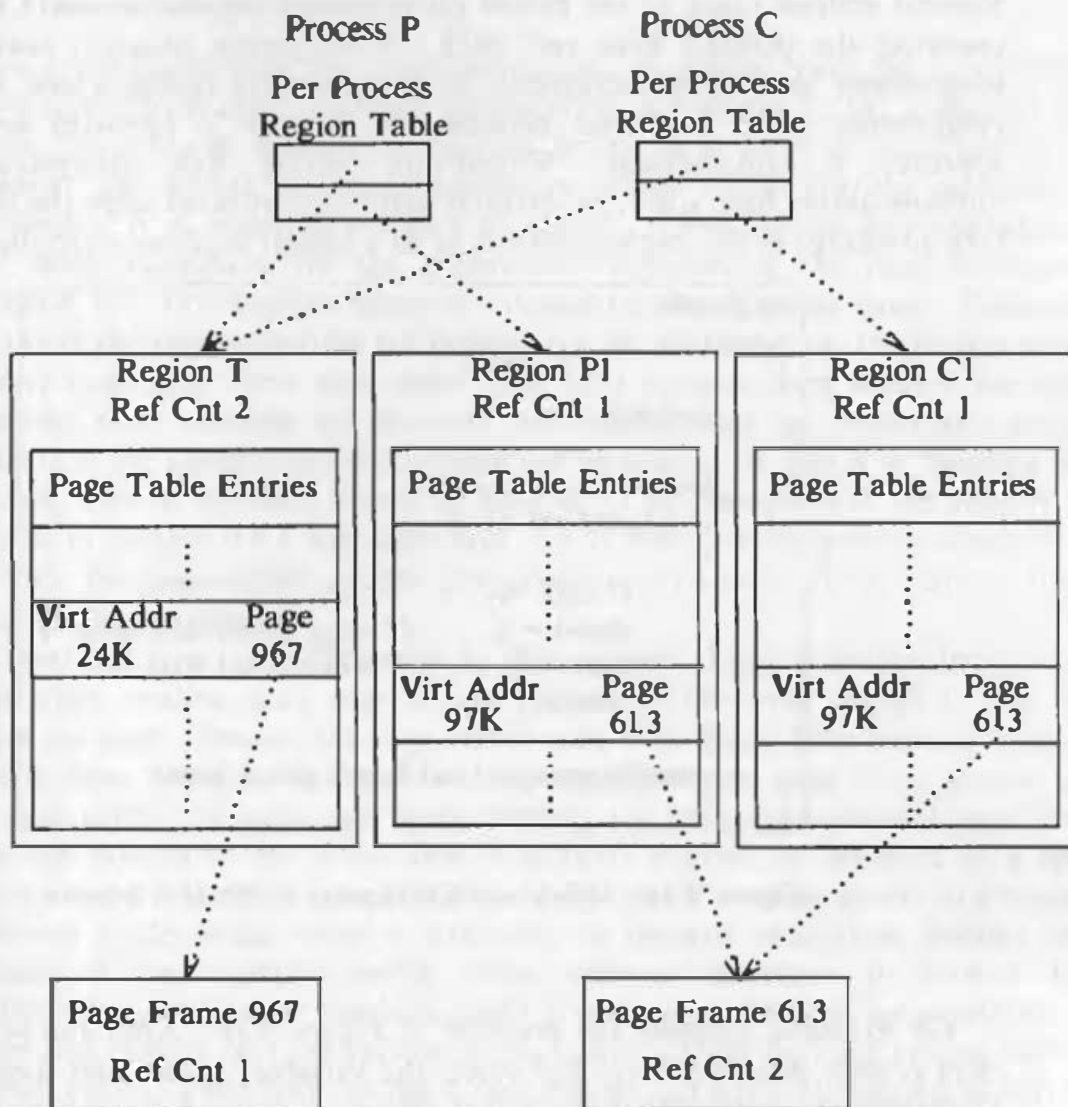 Process P
Process C
Per Process
Region Table
Per Process
Region Table
Region T
Ref Cnt 2
Region P1
Ref Cnt 1
Region C1
Ref Cnt 1
Page Table Entries
Page Table Entries
Page Table Entries
Virt Addr Page
24K 967
Virt Addr Page
97K 613
Virt Addr Page
97K 613
Page Frame 967
Ref Cnt 1
Page Frame 613
Ref Cnt 2